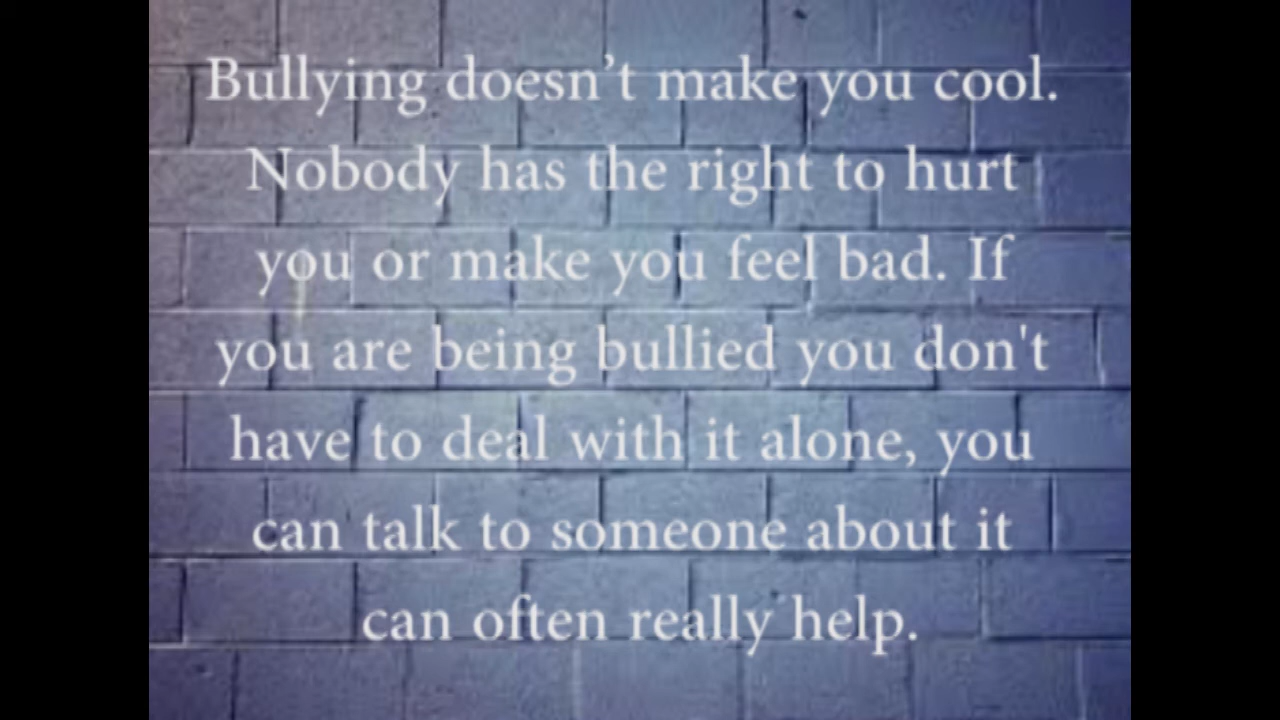 Bullying doesn’t make you cool.
Nobody has the right to hurt
you or make you feel bad. If
you are being bullied you don't
have to deal with it alone, you
can talk to someone about it
can often really help.